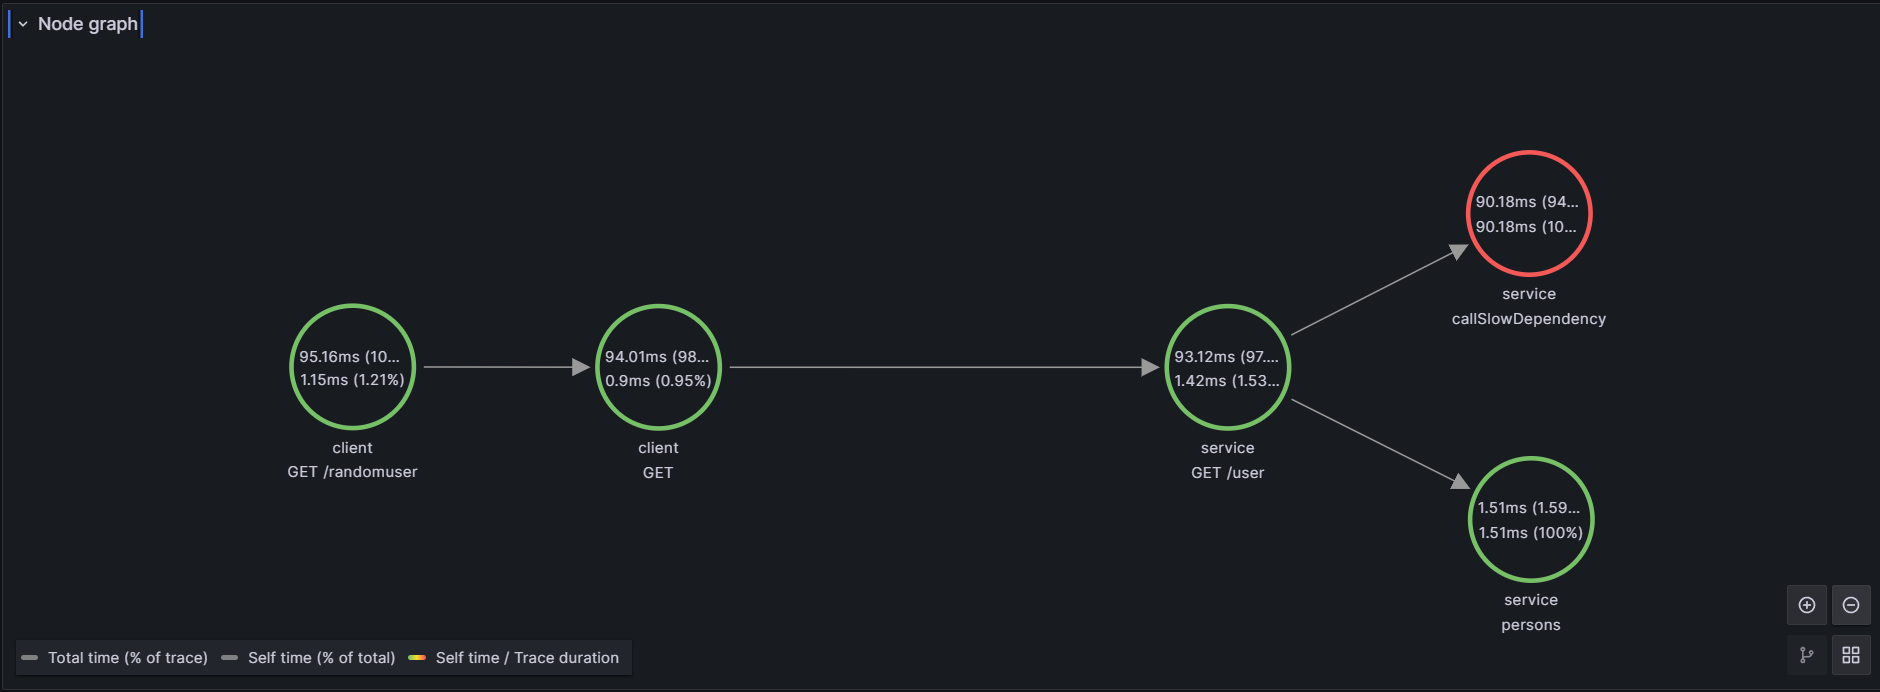 Node graph
90.18ms (94...
90.18ms (10...
service
callSlowDependency
95.16ms (10...
1.15ms (1.21%)
client
GET /randomuser
94.01ms (98...
0.9ms (0.95%)
client
GET
93.12ms (97....
1.42ms (1.53...
service
GET /user
1.51ms (1.59...
1.51ms (100%)
service
persons
Total time (% of trace)
Self time (% of total)
Self time / Trace duration